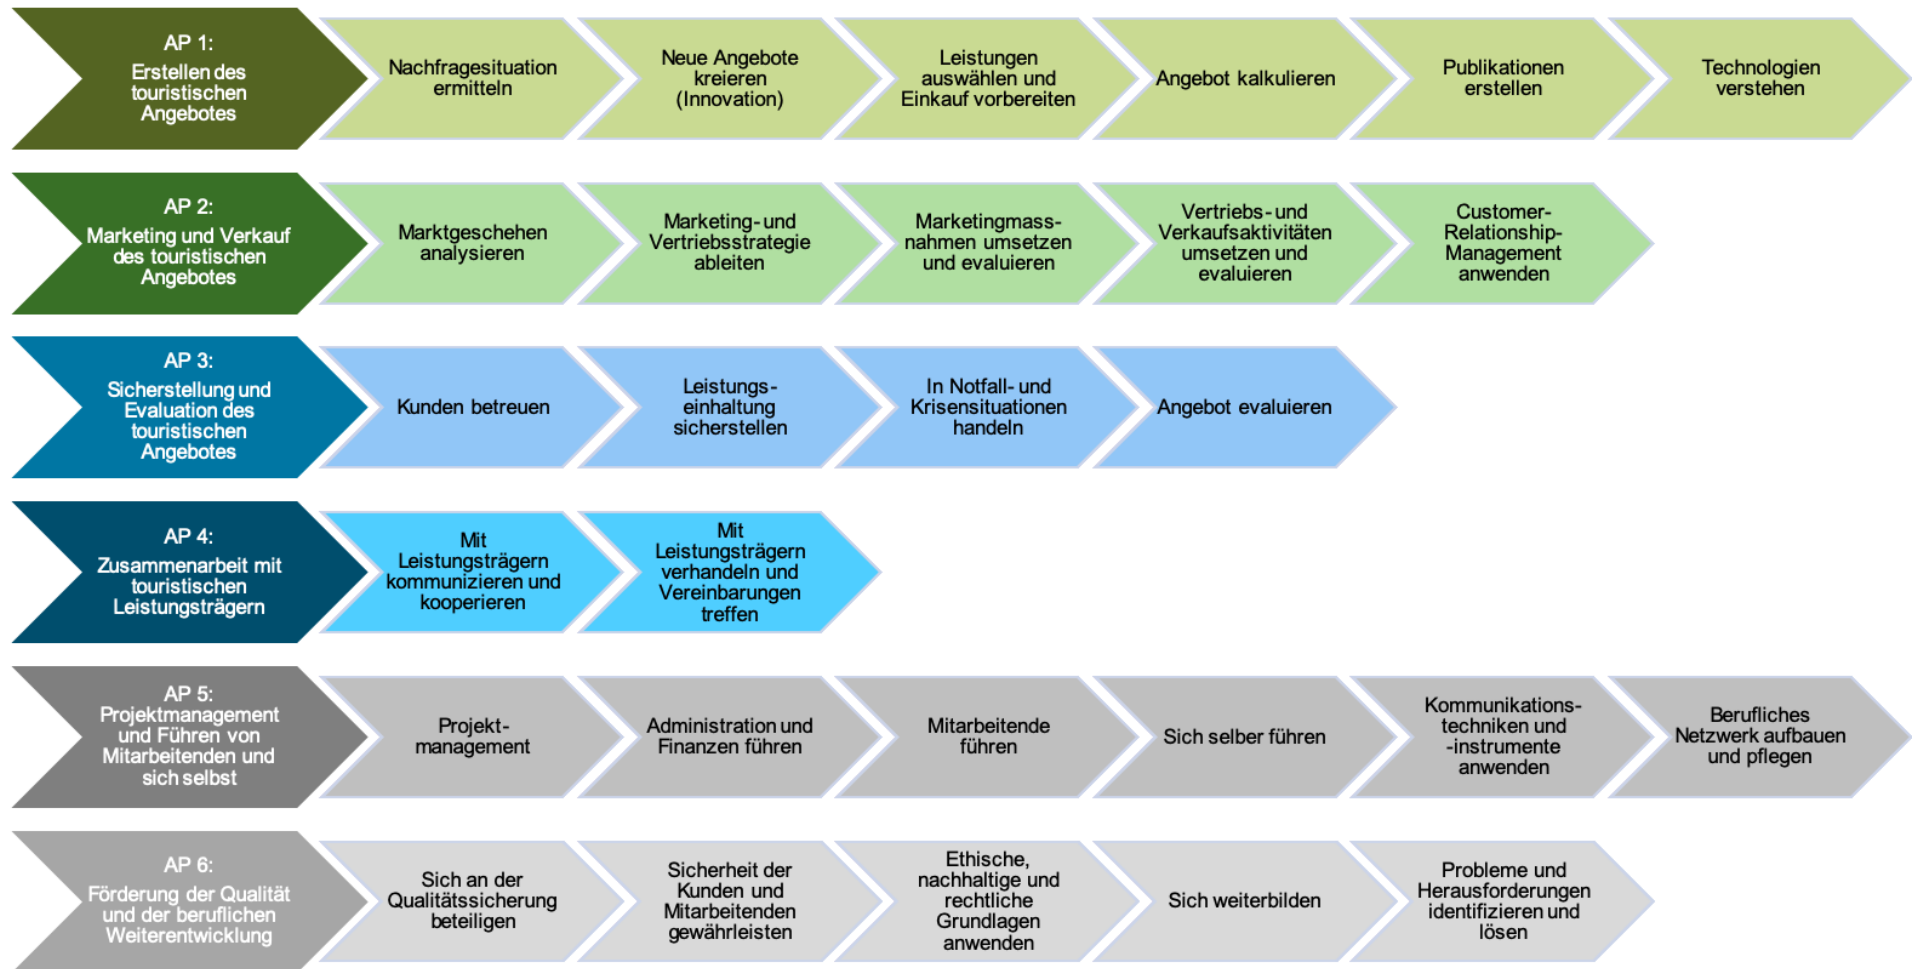 AP 1:
Erstellen des
touristischen
Angebotes
Nachfragesituation
ermitteln
Neue Angebote
kreieren
(Innovation)
Leistungen
auswählen und
Einkauf vorbereiten
Angebot kalkulieren
Publikationen
erstellen
Technologien
verstehen
AP 2:
Marketing und Verkauf
des touristischen
Angebotes
Marktgeschehen
analysieren
Marketing- und
Vertriebsstrategie
ableiten
Marketingmass-
nahmen umsetzen
und evaluieren
Vertriebs- und
Verkaufsaktivitäten
umsetzen und
evaluieren
Customer-
Relationship-
Management
anwenden
AP 3:
Sicherstellung und
Evaluation des
touristischen
Angebotes
Kunden betreuen
Leistungs-
einhaltung
sicherstellen
In Notfall- und
Krisensituationen
handeln
Angebot evaluieren
AP 4:
Zusammenarbeit mit
touristischen
Leistungsträgern
Mit
Leistungsträgern
kommunizieren und
kooperieren
Mit
Leistungsträgern
verhandeln und
Vereinbarungen
treffen
AP 5:
Projektmanagement
und Führen von
Mitarbeitenden und
sich selbst
Projekt-
management
Administration und
Finanzen führen
Mitarbeitende
führen
Sich selber führen
Kommunikations-
techniken und
-instrumente
anwenden
Berufliches
Netzwerk aufbauen
und pflegen
AP 6:
Förderung der Qualität
und der beruflichen
Weiterentwicklung
Sich an der
Qualitätssicherung
beteiligen
Sicherheit der
Kunden und
Mitarbeitenden
gewährleisten
Ethische,
nachhaltige und
rechtliche
Grundlagen
anwenden
Sich weiterbilden
Probleme und
Herausforderungen
identifizieren und
lösen